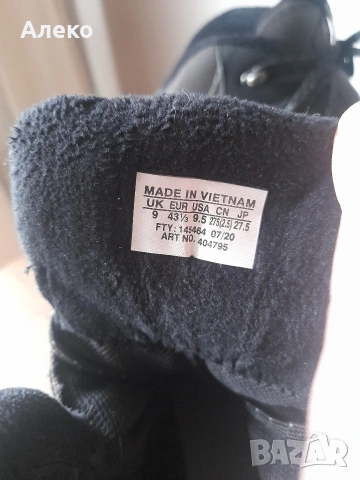 Алеко
MADE IN VIETNAM
UK EUR USA CN JP
9 43⅓ 9.5 275(2.5) 27.5
FTY: 145464 07/20
ART NO. 404795
BAZAR